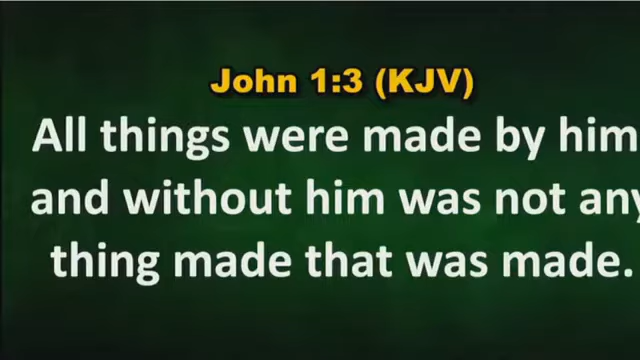 John 1:3 (KJV)
All things were made by him
and without him was not any
thing made that was made.